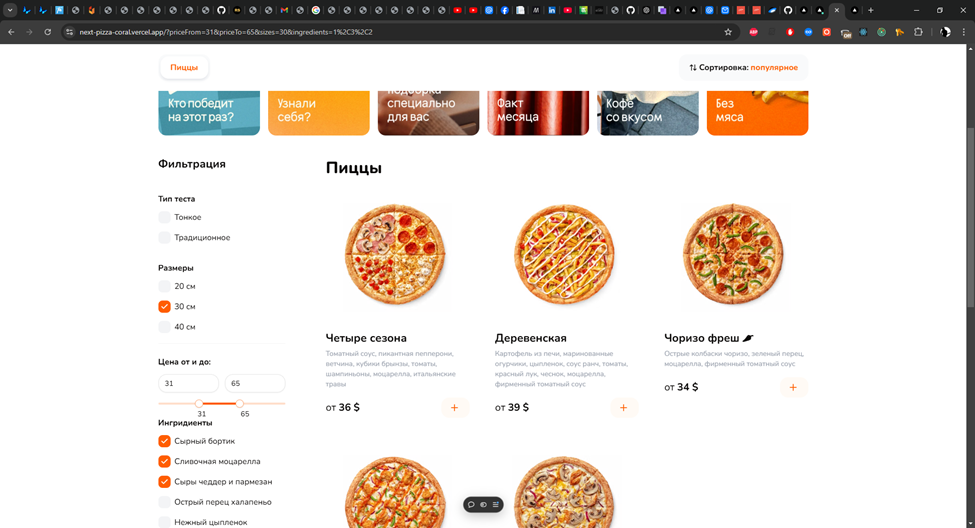 next-pizza-coral.vercel.app/?priceFrom=31&priceTo=65&sizes=30&ingredients=1%2C3%2C2
Пиццы
Сортировка: популярное
Кто победит
на этот раз?
Узнали
себя?
подборка
специально
для вас
Факт
месяца
Кофе
со вкусом
Без
мяса
Фильтрация
Тип теста
Тонкое
Традиционное
Размеры
20 см
30 см
40 см
Цена от и до:
31
65
31
65
Ингридиенты
Сырный бортик
Сливочная моцарелла
Сыры чеддер и пармезан
Острый перец халапеньо
Нежный цыпленок
Пиццы
Четыре сезона
Томатный соус, пикантная пепперони,
ветчина, кубики брынзы, томаты,
шампиньоны, моцарелла, итальянские
травы
от 36 $
+
Деревенская
Картофель из печи, маринованные
огурчики, цыпленок, соус ранч, томаты,
красный лук, чеснок, моцарелла,
фирменный томатный соус
от 39 $
+
Чоризо фреш
Острые колбаски чоризо, зеленый перец,
моцарелла, фирменный томатный соус
от 34 $
+